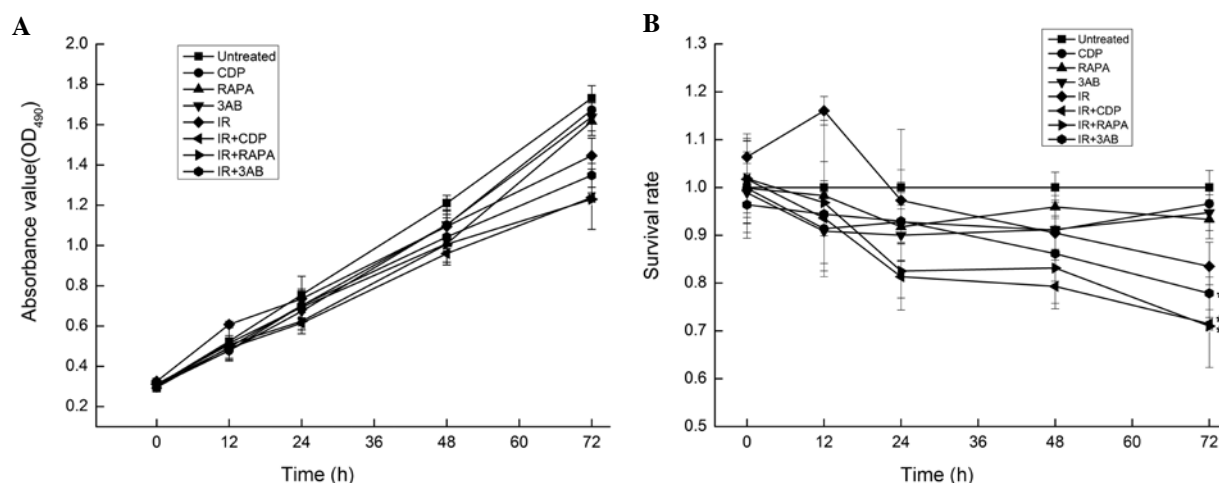 A
Absorbance value(OD490)
2.0
1.8
1.6
1.4
1.2
1.0
0.8
0.6
0.4
0.2
Untreated
CDP
RAPA
3AB
IR
IR+CDP
IR+RAPA
IR+3AB
0 12 24 36 48 60 72
Time (h)
B
Survival rate
1.3
1.2
1.1
1.0
0.9
0.8
0.7
0.6
0.5
Untreated
CDP
RAPA
3AB
IR
IR+CDP
IR+RAPA
IR+3AB
*
*
*
0 12 24 36 48 60 72
Time (h)